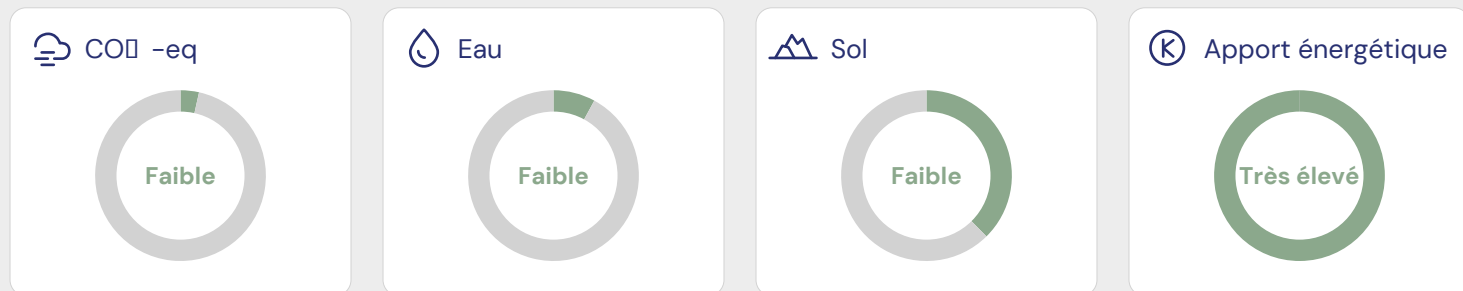 CO▯ -eq
Faible
Eau
Faible
Sol
Faible
Apport énergétique
Très élevé